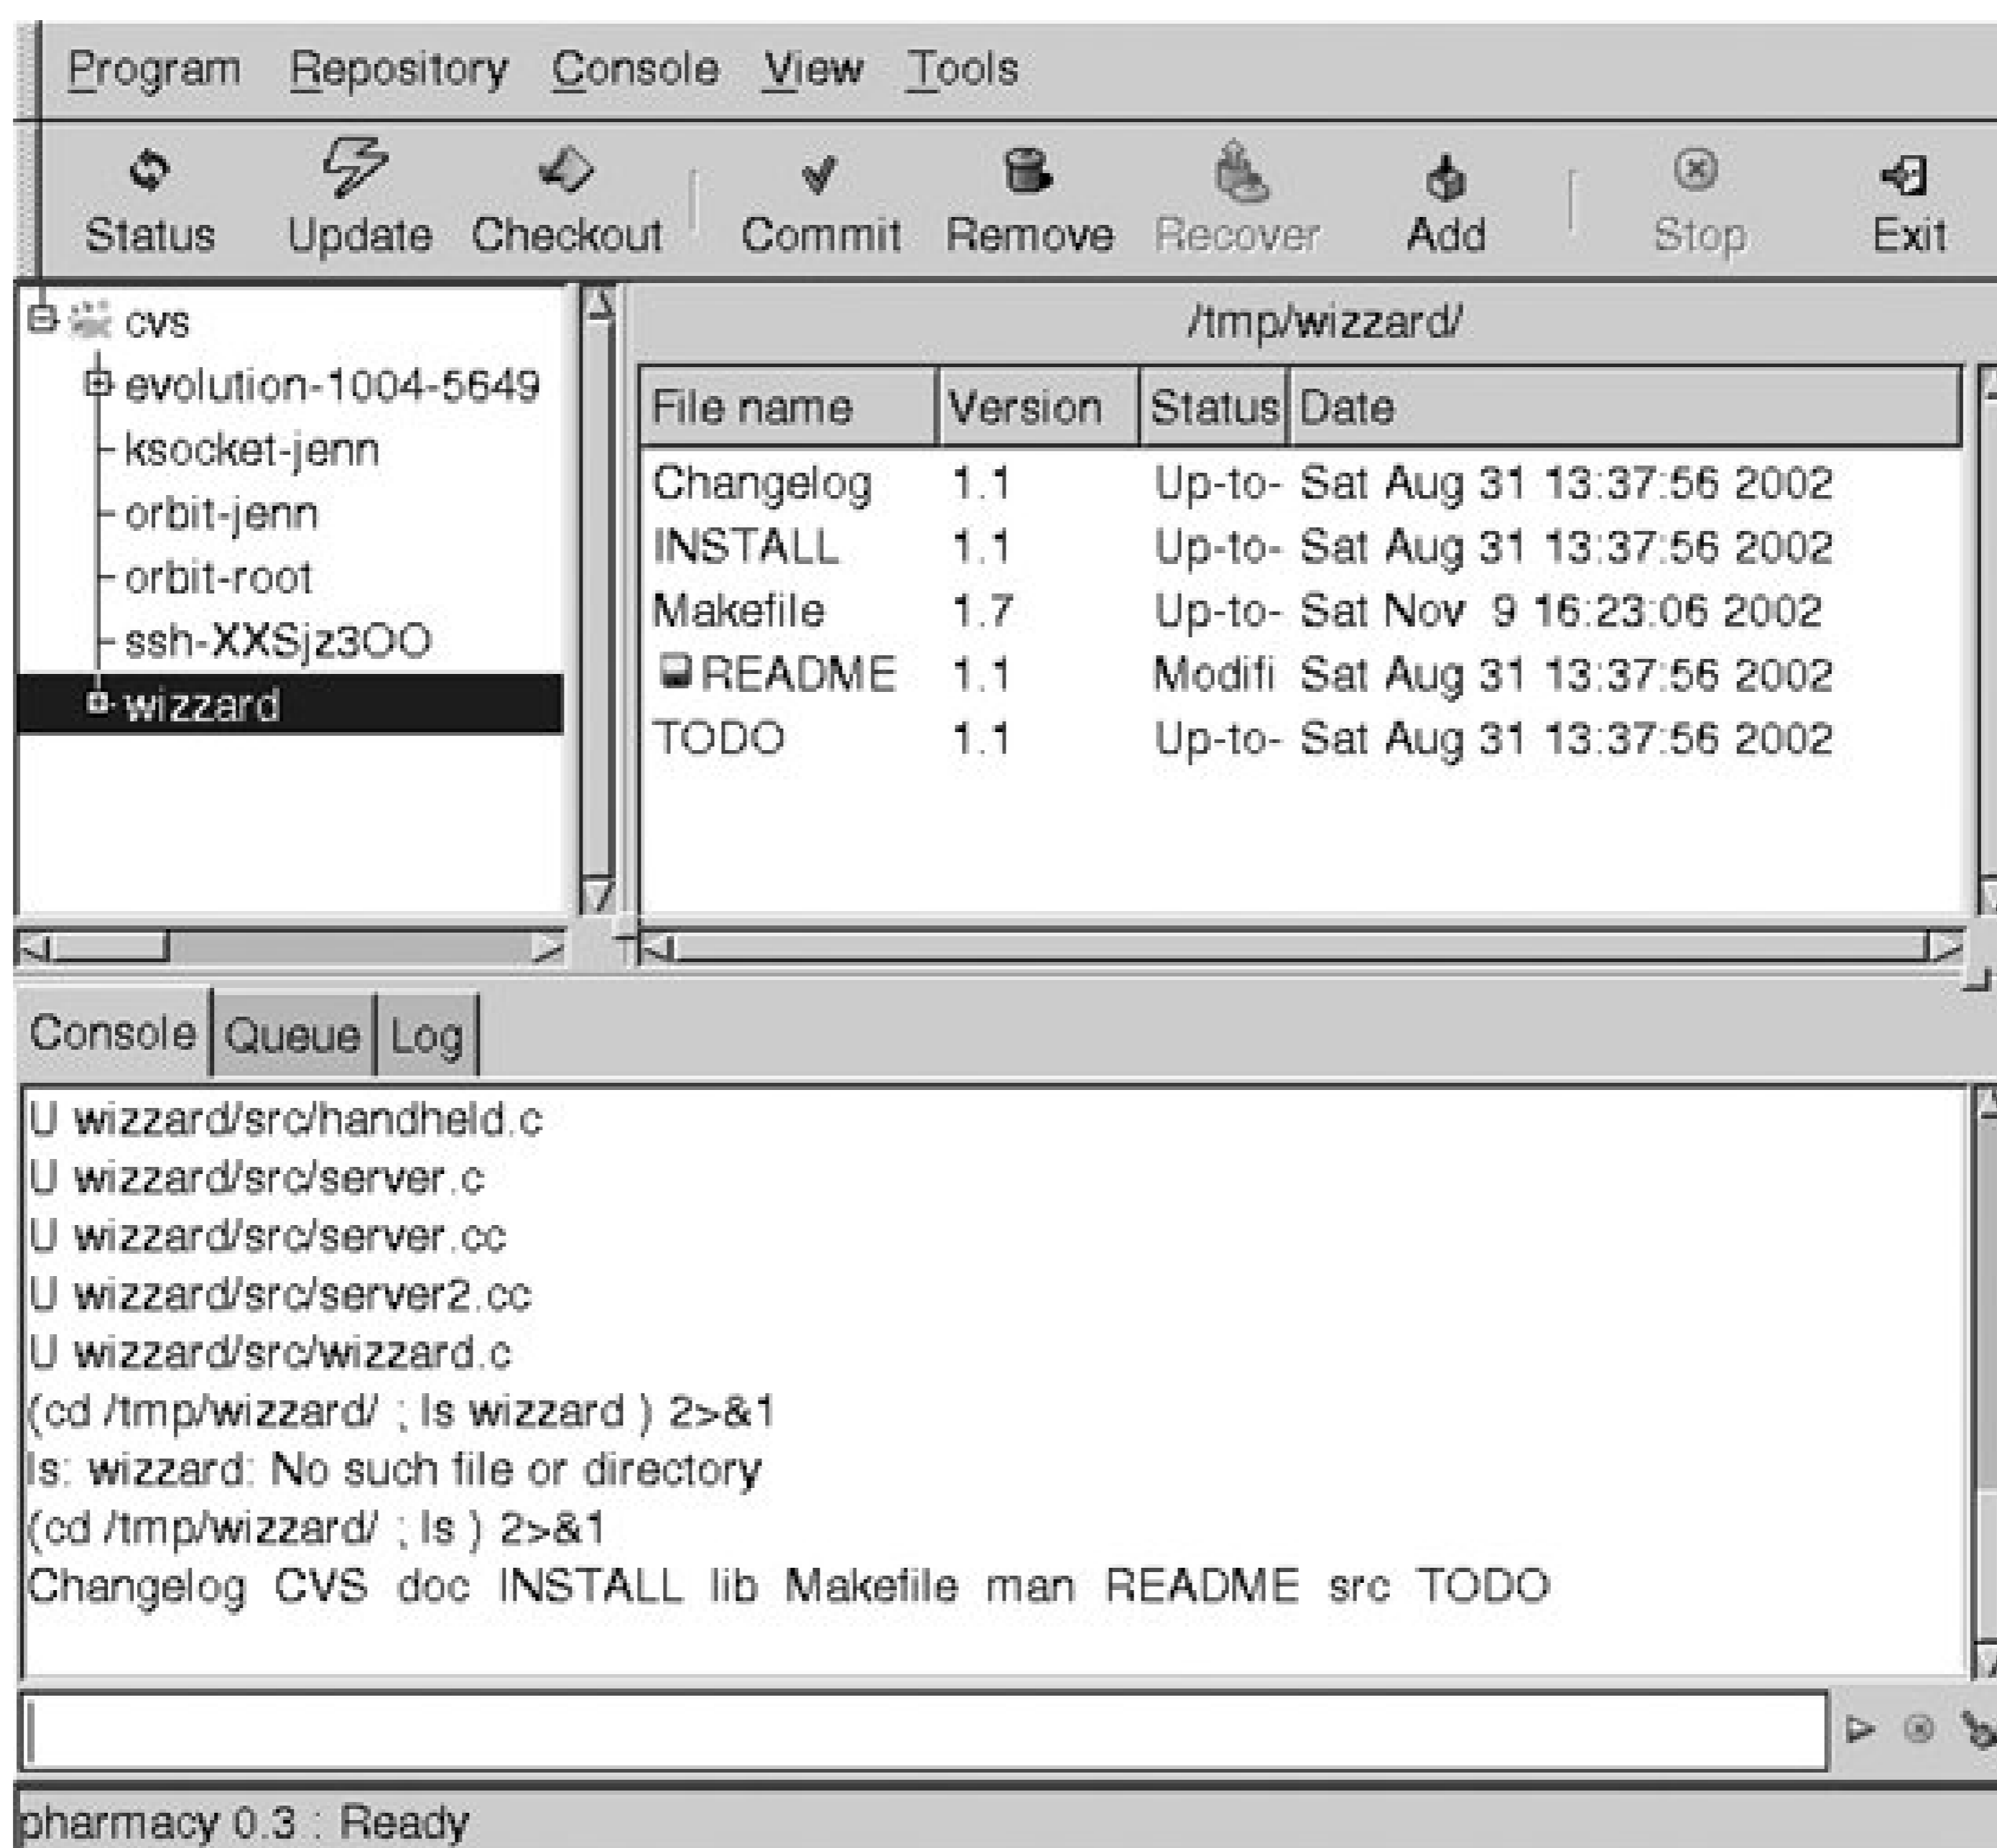 Program Repository Console View Tools
Status Update Checkout Commit Remove Recover Add Stop Exit
cvs
evolution-1004-5649
ksocket-jenn
orbit-jenn
orbit-root
ssh-XXSjz3OO
wizzard
/tmp/wizzard/
File name Version Status Date
Changelog 1.1 Up-to- Sat Aug 31 13:37:56 2002
INSTALL 1.1 Up-to- Sat Aug 31 13:37:56 2002
Makefile 1.7 Up-to- Sat Nov 9 16:23:06 2002
README 1.1 Modifi Sat Aug 31 13:37:56 2002
TODO 1.1 Up-to- Sat Aug 31 13:37:56 2002
Console Queue Log
U wizzard/src/handheld.c
U wizzard/src/server.c
U wizzard/src/server.cc
U wizzard/src/server2.cc
U wizzard/src/wizzard.c
(cd /tmp/wizzard/ ; ls wizzard ) 2>&1
ls: wizzard: No such file or directory
(cd /tmp/wizzard/ ; ls ) 2>&1
Changelog CVS doc INSTALL lib Makefile man README src TODO
pharmacy 0.3 : Ready